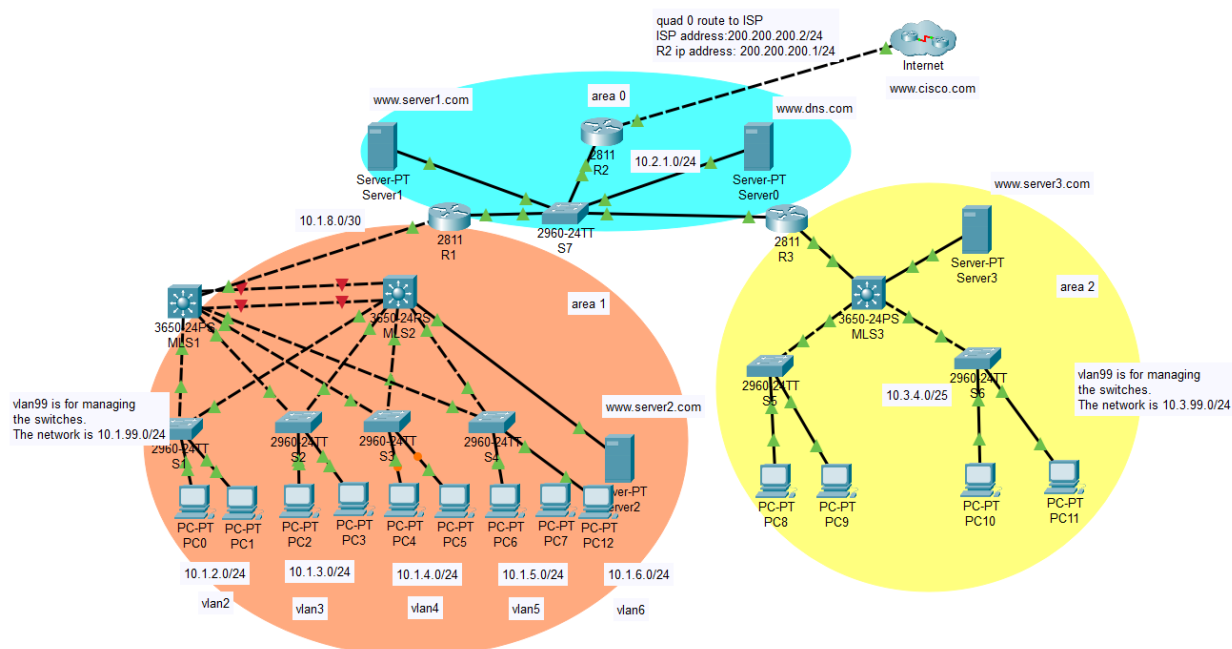 quad 0 route to ISP
ISP address:200.200.200.2/24
R2 ip address: 200.200.200.1/24
Internet
www.cisco.com
www.server1.com
area 0
www.dns.com
2811
R2
10.2.1.0/24
Server-PT
Server1
Server-PT
Server0
www.server3.com
10.1.8.0/30
2811
R1
2960-24TT
S7
2811
R3
Server-PT
Server3
area 1
area 2
3650-24PS
MLS1
3650-24PS
MLS2
3650-24PS
MLS3
vlan99 is for managing
the switches.
The network is 10.1.99.0/24
2960-24TT
S1
2960-24TT
S2
2960-24TT
S3
2960-24TT
S4
www.server2.com
Server-PT
Server2
2960-24TT
S5
10.3.4.0/25
2960-24TT
S6
vlan99 is for managing
the switches.
The network is 10.3.99.0/24
PC-PT
PC0
PC-PT
PC1
PC-PT
PC2
PC-PT
PC3
PC-PT
PC4
PC-PT
PC5
PC-PT
PC6
PC-PT
PC7
PC-PT
PC12
PC-PT
PC8
PC-PT
PC9
PC-PT
PC10
PC-PT
PC11
10.1.2.0/24
10.1.3.0/24
10.1.4.0/24
10.1.5.0/24
10.1.6.0/24
vlan2
vlan3
vlan4
vlan5
vlan6